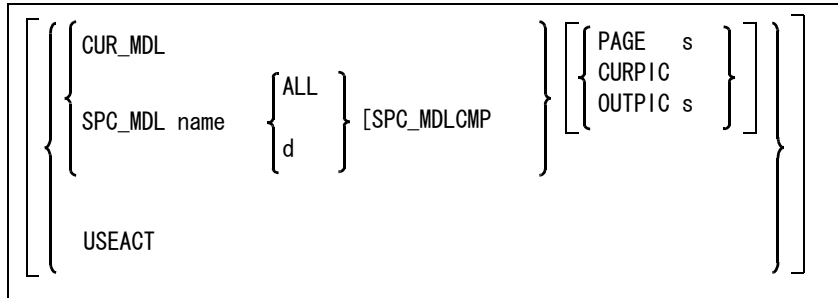 CUR_MDL
SPC_MDL name { ALL d } [SPC_MDLCMP
PAGE s
CURPIC
OUTPIC s
USEACT